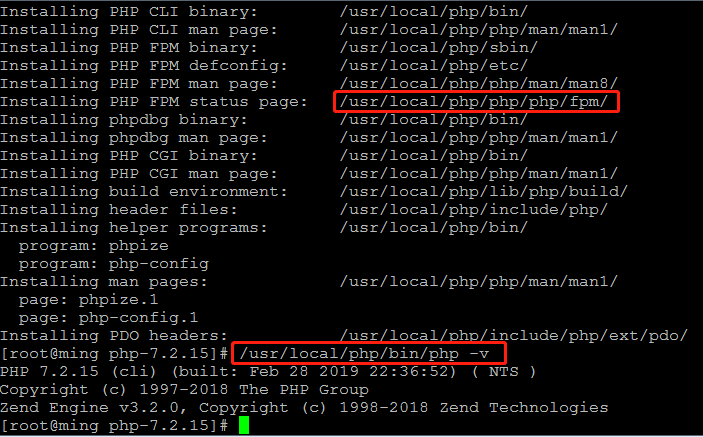 Installing PHP CLI binary:        /usr/local/php/bin/
Installing PHP CLI man page:      /usr/local/php/php/man/man1/
Installing PHP FPM binary:        /usr/local/php/sbin/
Installing PHP FPM defconfig:     /usr/local/php/etc/
Installing PHP FPM man page:      /usr/local/php/php/man/man8/
Installing PHP FPM status page:   /usr/local/php/php/php/fpm/
Installing phpdbg binary:         /usr/local/php/bin/
Installing phpdbg man page:       /usr/local/php/php/man/man1/
Installing PHP CGI binary:        /usr/local/php/bin/
Installing PHP CGI man page:      /usr/local/php/php/man/man1/
Installing build environment:     /usr/local/php/lib/php/build/
Installing header files:          /usr/local/php/include/php/
Installing helper programs:       /usr/local/php/bin/
  program: phpize
  program: php-config
Installing man pages:             /usr/local/php/php/man/man1/
  page: phpize.1
  page: php-config.1
Installing PDO headers:           /usr/local/php/include/php/ext/pdo/
[root@ming php-7.2.15]# /usr/local/php/bin/php -v
PHP 7.2.15 (cli) (built: Feb 28 2019 22:36:52) ( NTS )
Copyright (c) 1997-2018 The PHP Group
Zend Engine v3.2.0, Copyright (c) 1998-2018 Zend Technologies
[root@ming php-7.2.15]#